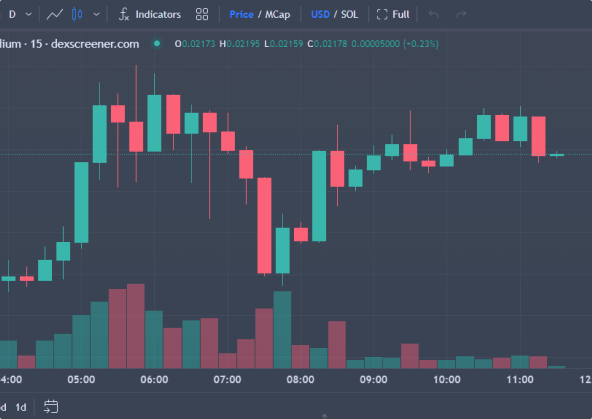 D Indicators Price / MCap USD / SOL Full
dium · 15 · dexscreener.com O0.02173 H0.02195 L0.02159 C0.02178 0.00005000 (+0.23%)
4:00 05:00 06:00 07:00 08:00 09:00 10:00 11:00 12
d 1d